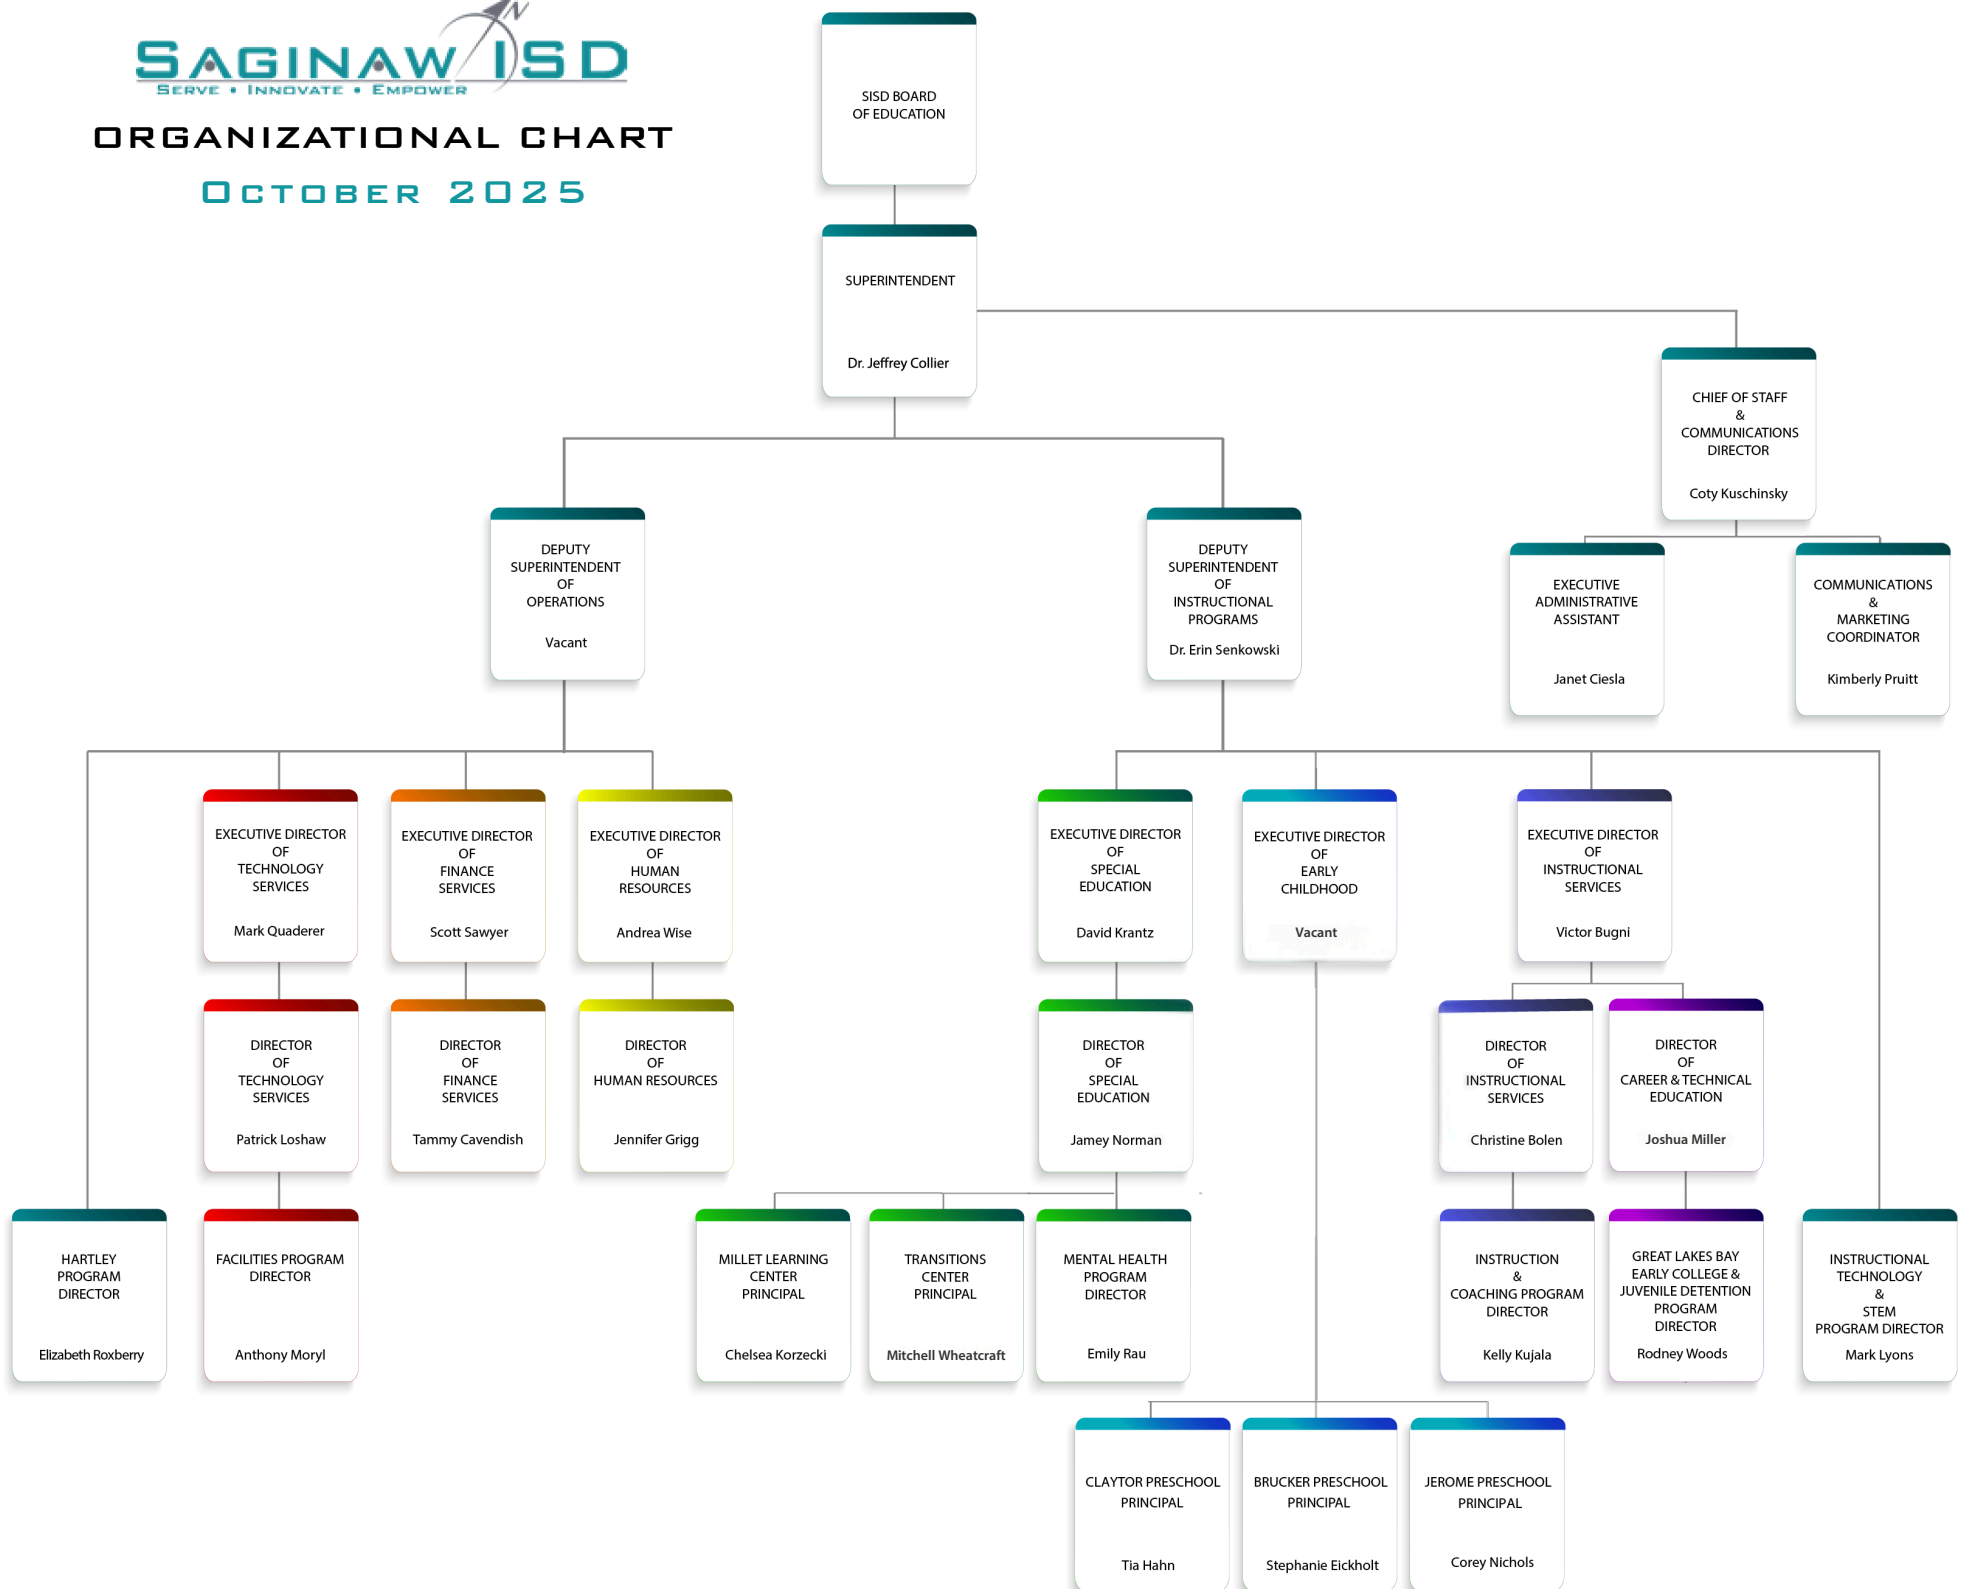 N
SAGINAW ISD
SERVE • INNOVATE • EMPOWER
ORGANIZATIONAL CHART
OCTOBER 2025
SISD BOARD
OF EDUCATION
SUPERINTENDENT
Dr. Jeffrey Collier
CHIEF OF STAFF
&
COMMUNICATIONS
DIRECTOR
Coty Kuschinsky
DEPUTY
SUPERINTENDENT
OF
OPERATIONS
Vacant
DEPUTY
SUPERINTENDENT
OF
INSTRUCTIONAL
PROGRAMS
Dr. Erin Senkowski
EXECUTIVE
ADMINISTRATIVE
ASSISTANT
Janet Ciesla
COMMUNICATIONS
&
MARKETING
COORDINATOR
Kimberly Pruitt
EXECUTIVE DIRECTOR
OF
TECHNOLOGY
SERVICES
Mark Quaderer
EXECUTIVE DIRECTOR
OF
FINANCE
SERVICES
Scott Sawyer
EXECUTIVE DIRECTOR
OF
HUMAN
RESOURCES
Andrea Wise
EXECUTIVE DIRECTOR
OF
SPECIAL
EDUCATION
David Krantz
EXECUTIVE DIRECTOR
OF
EARLY
CHILDHOOD
Vacant
EXECUTIVE DIRECTOR
OF
INSTRUCTIONAL
SERVICES
Victor Bugni
DIRECTOR
OF
TECHNOLOGY
SERVICES
Patrick Loshaw
DIRECTOR
OF
FINANCE
SERVICES
Tammy Cavendish
DIRECTOR
OF
HUMAN RESOURCES
Jennifer Grigg
DIRECTOR
OF
SPECIAL
EDUCATION
Jamey Norman
DIRECTOR
OF
INSTRUCTIONAL
SERVICES
Christine Bolen
DIRECTOR
OF
CAREER & TECHNICAL
EDUCATION
Joshua Miller
HARTLEY
PROGRAM
DIRECTOR
Elizabeth Roxberry
FACILITIES PROGRAM
DIRECTOR
Anthony Moryl
MILLET LEARNING
CENTER
PRINCIPAL
Chelsea Korzecki
TRANSITIONS
CENTER
PRINCIPAL
Mitchell Wheatcraft
MENTAL HEALTH
PROGRAM
DIRECTOR
Emily Rau
INSTRUCTION
&
COACHING PROGRAM
DIRECTOR
Kelly Kujala
GREAT LAKES BAY
EARLY COLLEGE &
JUVENILE DETENTION
PROGRAM
DIRECTOR
Rodney Woods
INSTRUCTIONAL
TECHNOLOGY
&
STEM
PROGRAM DIRECTOR
Mark Lyons
CLAYTOR PRESCHOOL
PRINCIPAL
Tia Hahn
BRUCKER PRESCHOOL
PRINCIPAL
Stephanie Eickholt
JEROME PRESCHOOL
PRINCIPAL
Corey Nichols